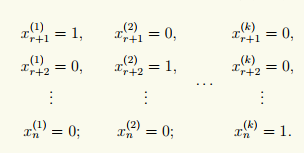 x_{r+1}^{(1)} = 1, x_{r+1}^{(2)} = 0, x_{r+1}^{(k)} = 0,
x_{r+2}^{(1)} = 0, x_{r+2}^{(2)} = 1, … x_{r+2}^{(k)} = 0,
⋮ ⋮ ⋮
x_n^{(1)} = 0; x_n^{(2)} = 0; x_n^{(k)} = 1.